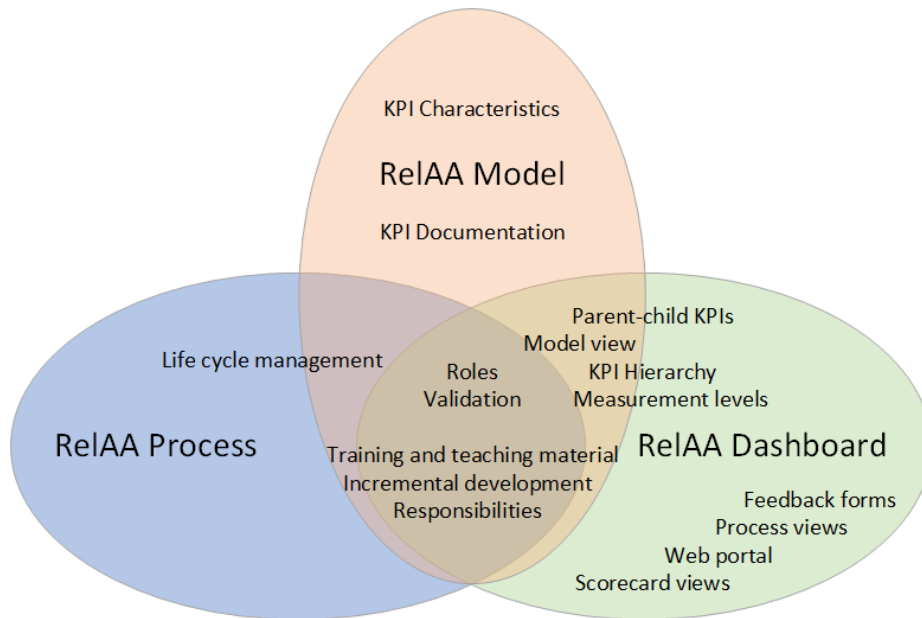 KPI Characteristics
RelAA Model
KPI Documentation
Parent-child KPIs
Model view
Life cycle management
Roles
KPI Hierarchy
Validation
Measurement levels
RelAA Process
RelAA Dashboard
Training and teaching material
Incremental development
Responsibilities
Feedback forms
Process views
Web portal
Scorecard views